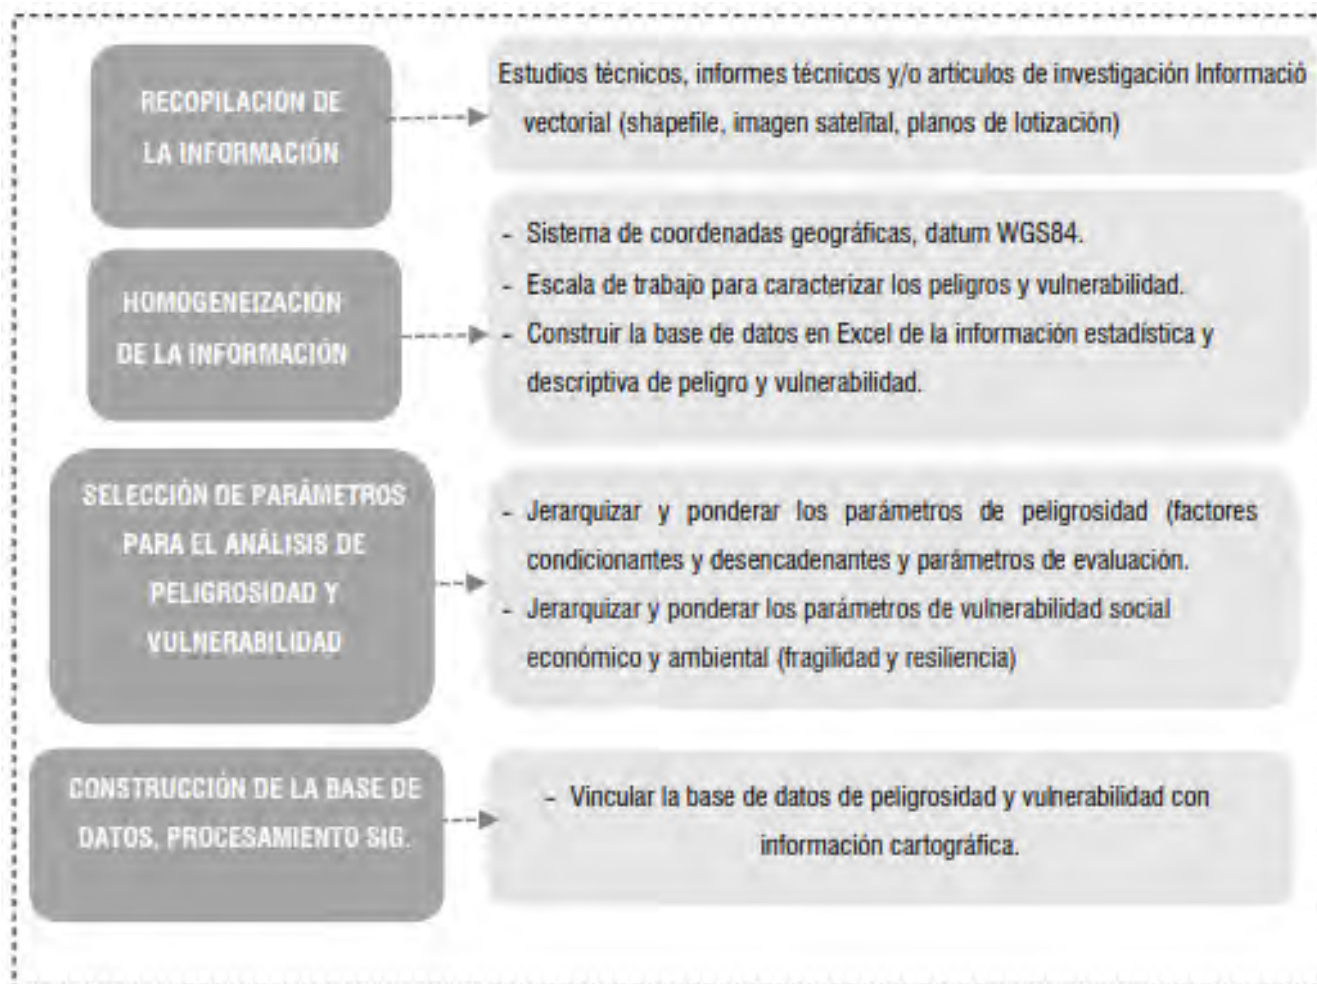 RECOPILACIÓN DE
LA INFORMACIÓN
Estudios técnicos, informes técnicos y/o artículos de investigación Informació
vectorial (shapefile, imagen satelital, planos de lotización)
HOMOGENEIZACIÓN
DE LA INFORMACIÓN
- Sistema de coordenadas geográficas, datum WGS84.
- Escala de trabajo para caracterizar los peligros y vulnerabilidad.
- Construir la base de datos en Excel de la información estadística y
descriptiva de peligro y vulnerabilidad.
SELECCIÓN DE PARÁMETROS
PARA EL ANÁLISIS DE
PELIGROSIDAD Y
VULNERABILIDAD
- Jerarquizar y ponderar los parámetros de peligrosidad (factores
condicionantes y desencadenantes y parámetros de evaluación.
- Jerarquizar y ponderar los parámetros de vulnerabilidad social
económico y ambiental (fragilidad y resiliencia)
CONSTRUCCIÓN DE LA BASE DE
DATOS, PROCESAMIENTO SIG.
- Vincular la base de datos de peligrosidad y vulnerabilidad con
información cartográfica.